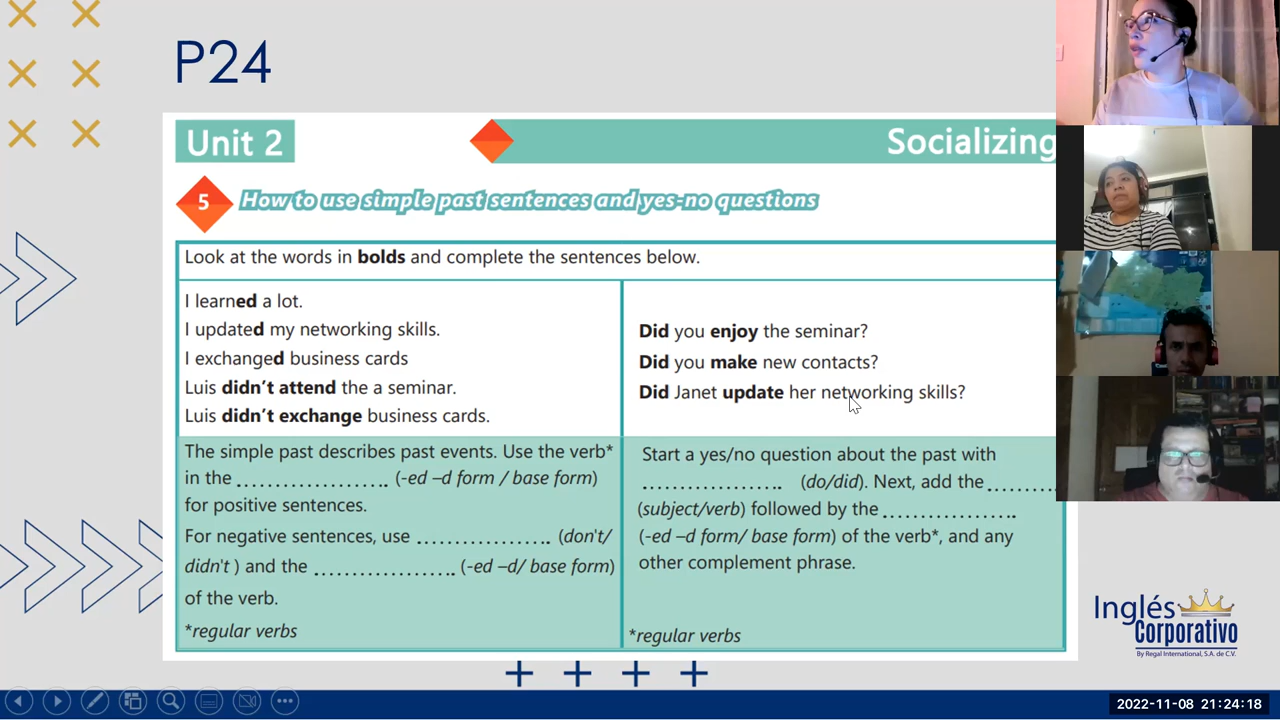 P24
Unit 2
Socializing
5
How to use simple past sentences and yes-no questions
Look at the words in bolds and complete the sentences below.
I learned a lot.
I updated my networking skills.
I exchanged business cards
Luis didn't attend the a seminar.
Luis didn't exchange business cards.
Did you enjoy the seminar?
Did you make new contacts?
Did Janet update her networking skills?
The simple past describes past events. Use the verb*
in the .................... (-ed –d form / base form)
for positive sentences.
For negative sentences, use .................. (don't/
didn't ) and the ................... (-ed –d/ base form)
of the verb.
*regular verbs
Start a yes/no question about the past with
................... (do/did). Next, add the .........
(subject/verb) followed by the ..................
(-ed –d form/ base form) of the verb*, and any
other complement phrase.
*regular verbs
Inglés
Corporativo
By Regal International, S.A. de C.V.
2022-11-08 21:24:18